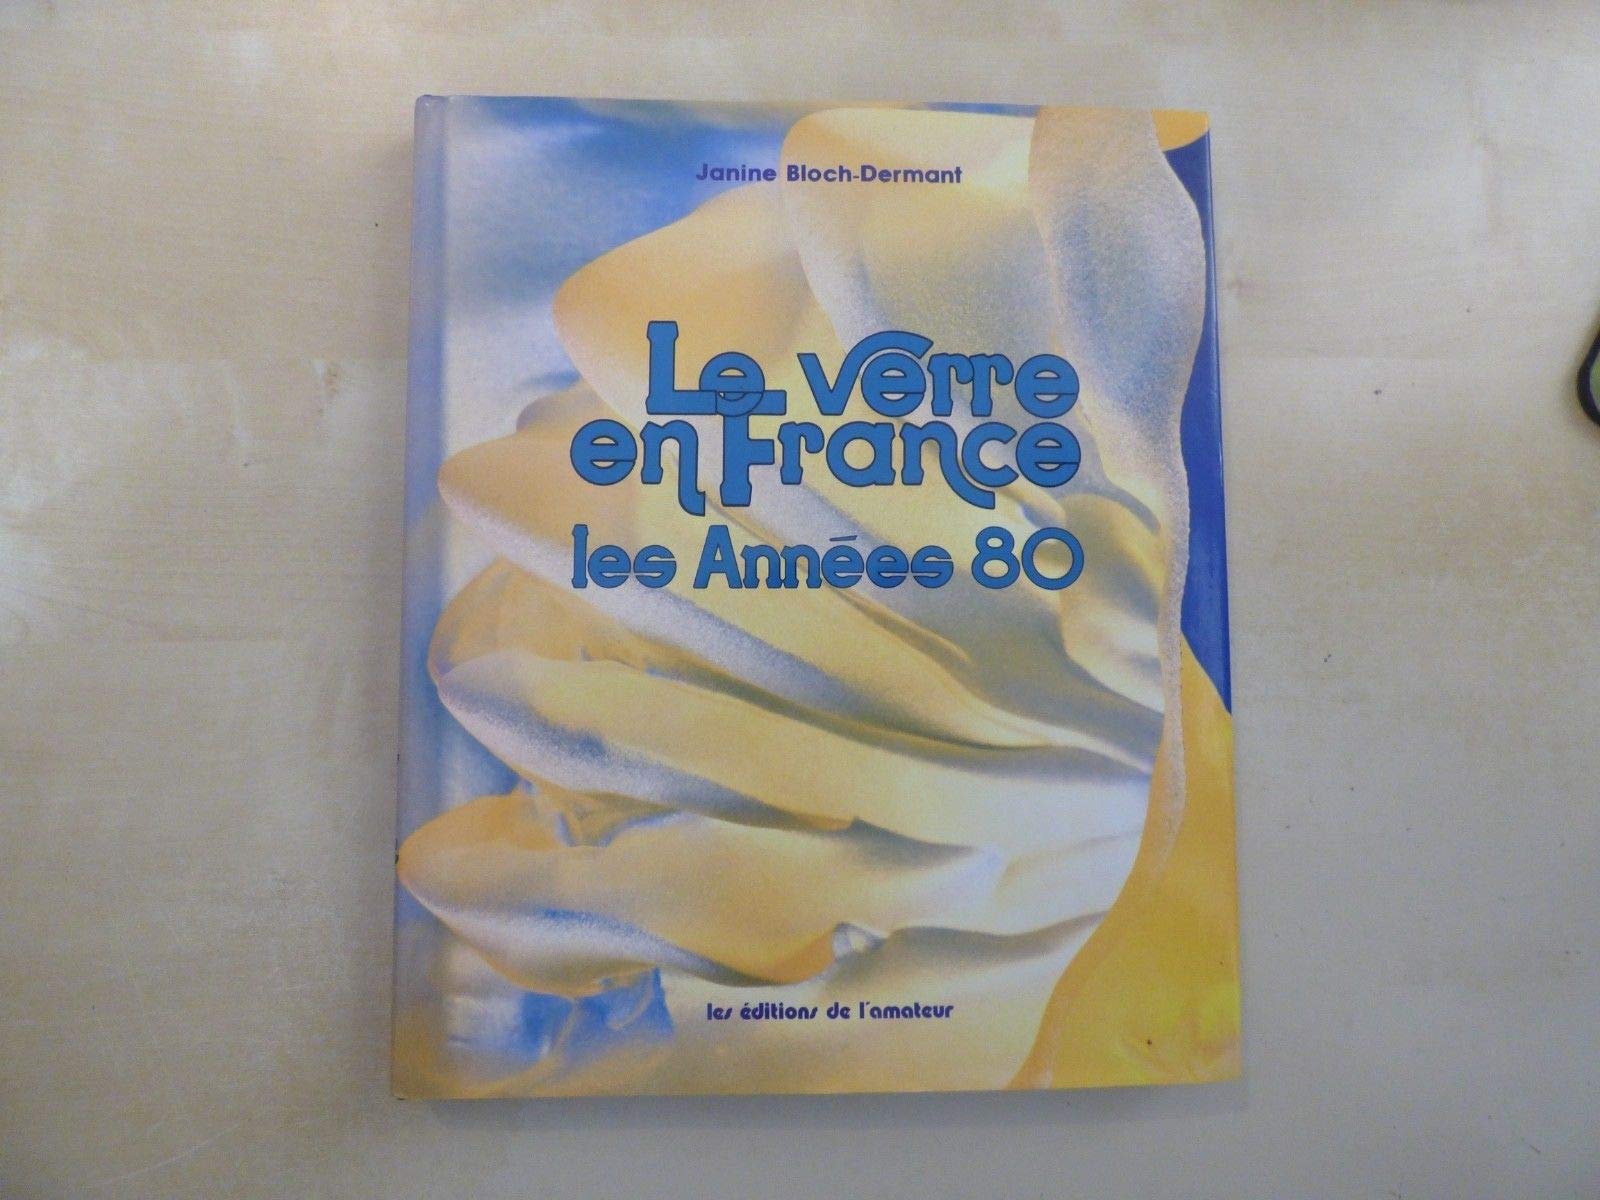 Janine Bloch-Dermant
Le verre
en France
les Années 80
les éditions de l'amateur